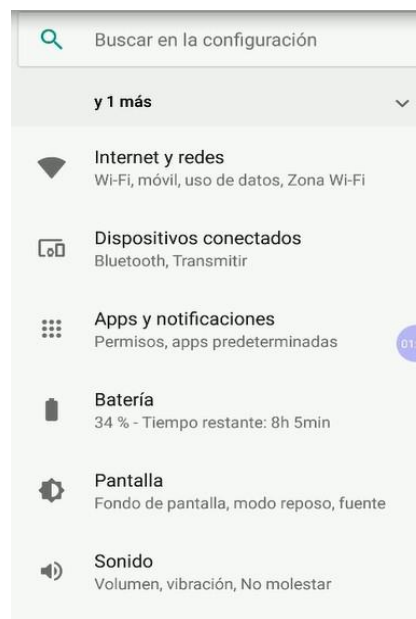 Buscar en la configuración
y 1 más
Internet y redes
Wi-Fi, móvil, uso de datos, Zona Wi-Fi
Dispositivos conectados
Bluetooth, Transmitir
Apps y notificaciones
Permisos, apps predeterminadas
Batería
34 % - Tiempo restante: 8h 5min
Pantalla
Fondo de pantalla, modo reposo, fuente
Sonido
Volumen, vibración, No molestar